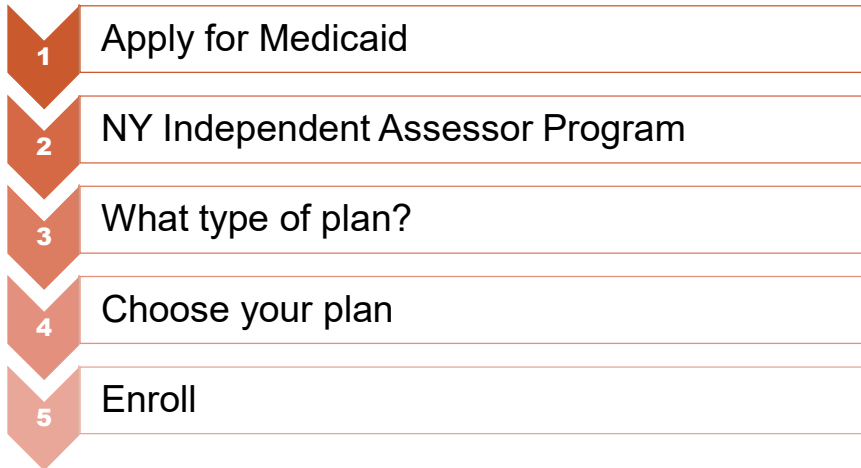 1 Apply for Medicaid
2 NY Independent Assessor Program
3 What type of plan?
4 Choose your plan
5 Enroll